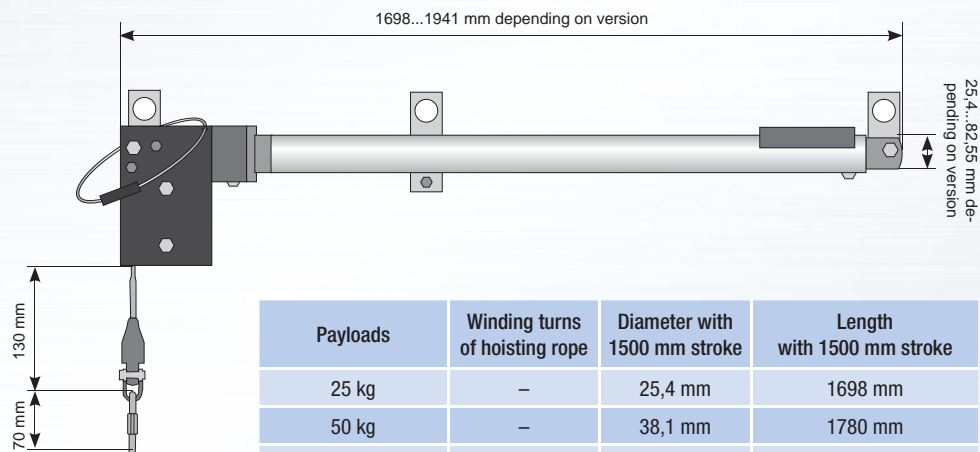 1698...1941 mm depending on version
25,4...82,55 mm de-
pending on version
130 mm
70 mm
Payloads
Winding turns
of hoisting rope
Diameter with
1500 mm stroke
Length
with 1500 mm stroke
25 kg – 25,4 mm 1698 mm
50 kg – 38,1 mm 1780 mm